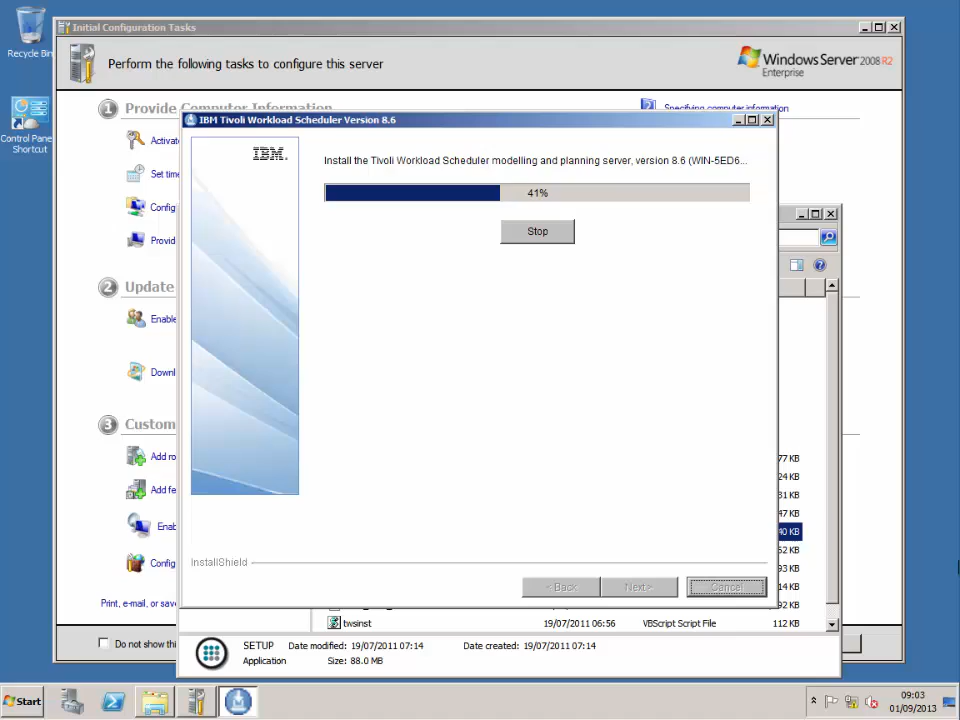 Recycle Bin
Control Pane
Shortcut
Initial Configuration Tasks
Perform the following tasks to configure this server
Windows Server 2008 R2
Enterprise
1 Provide Computer Information
Specifying computer information
Activat
Set time
Config
Provid
2 Update
Enable
Downl
3 Custom
Add ro
Add fe
Enab
Config
Print, e-mail, or save
Do not show thi
IBM Tivoli Workload Scheduler Version 8.6
IBM.
Install the Tivoli Workload Scheduler modelling and planning server, version 8.6 (WIN-5ED6...
41%
Stop
InstallShield
< Back
Next >
Cancel
77 KB
24 KB
31 KB
47 KB
40 KB
52 KB
93 KB
14 KB
92 KB
twsinst 19/07/2011 06:56 VBScript Script File 112 KB
SETUP Date modified: 19/07/2011 07:14 Date created: 19/07/2011 07:14
Application Size: 88.0 MB
Start
09:03
01/09/2013